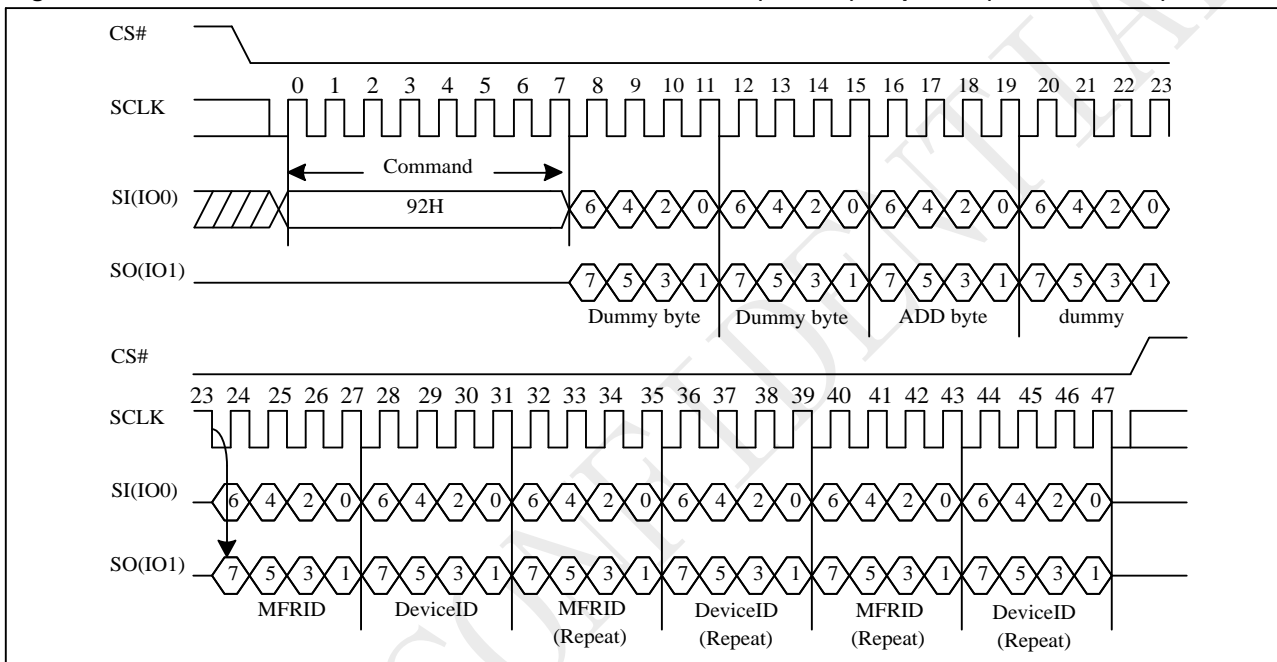 CS#
0 1 2 3 4 5 6 7 8 9 10 11 12 13 14 15 16 17 18 19 20 21 22 23
SCLK
Command
SI(IO0)
92H 6 4 2 0 6 4 2 0 6 4 2 0 6 4 2 0
SO(IO1)
7 5 3 1 7 5 3 1 7 5 3 1 7 5 3 1
Dummy byte Dummy byte ADD byte dummy
CS#
23 24 25 26 27 28 29 30 31 32 33 34 35 36 37 38 39 40 41 42 43 44 45 46 47
SCLK
SI(IO0)
6 4 2 0 6 4 2 0 6 4 2 0 6 4 2 0 6 4 2 0 6 4 2 0
SO(IO1)
7 5 3 1 7 5 3 1 7 5 3 1 7 5 3 1 7 5 3 1 7 5 3 1
MFRID DeviceID MFRID DeviceID MFRID DeviceID
(Repeat) (Repeat) (Repeat) (Repeat)
CONFIDENTIA